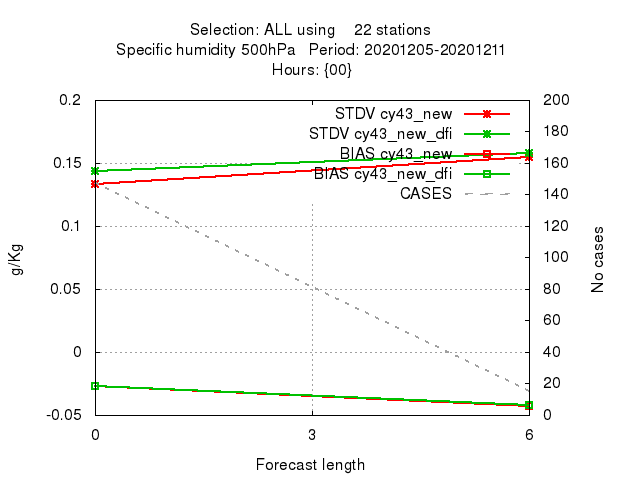 Selection: ALL using 22 stations
Specific humidity 500hPa Period: 20201205-20201211
Hours: {00}
0.2 200
STDV cy43_new
180
STDV cy43_new_dfi
BIAS cy43_new
0.15 160
BIAS cy43_new_dfi
CASES 140
0.1 120
g/Kg
No cases
100
0.05 80
60
0 40
20
-0.05 0
0 3 6
Forecast length